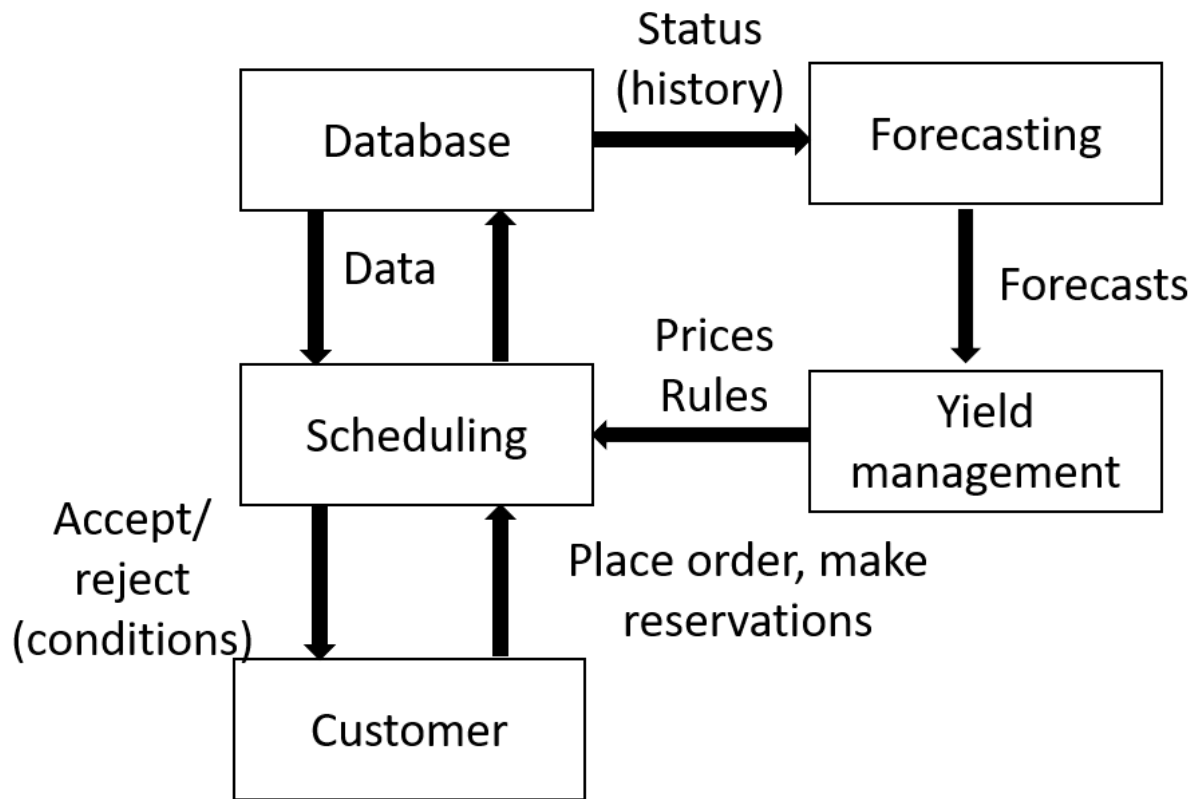 Status
(history)
Database
Forecasting
Data
Forecasts
Prices
Rules
Scheduling
Yield
management
Accept/
reject
(conditions)
Place order, make
reservations
Customer